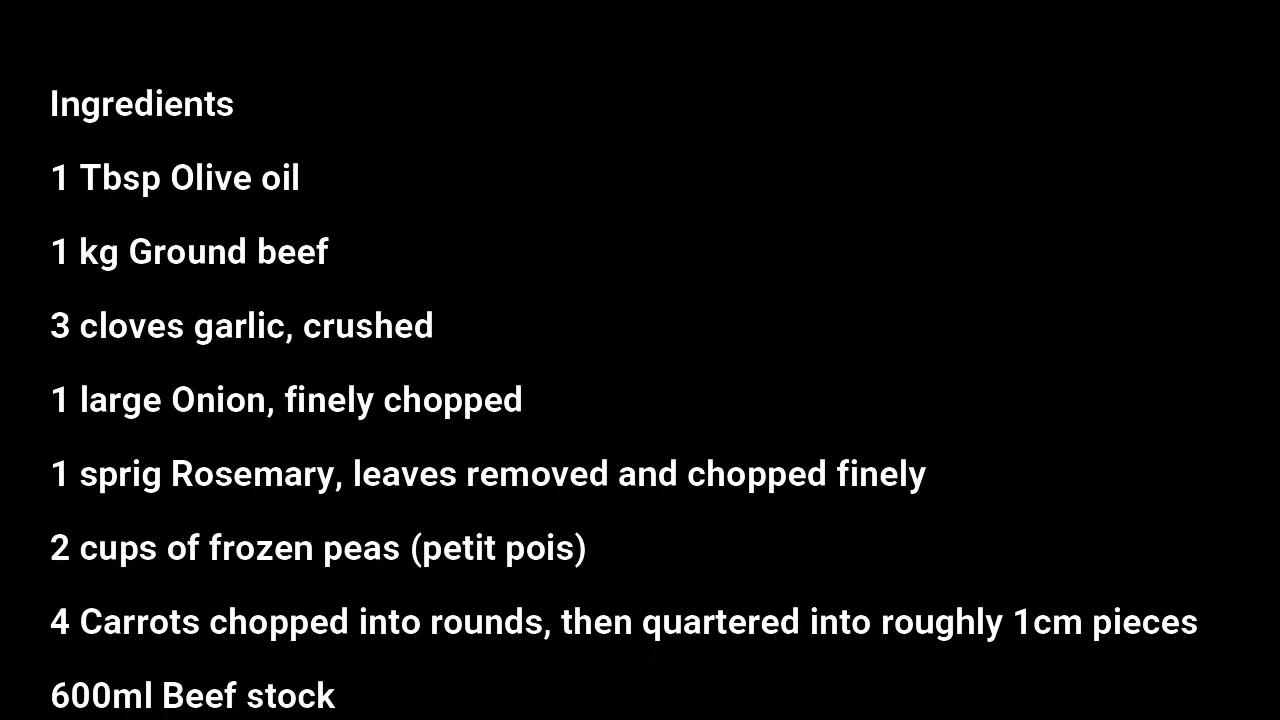 Ingredients
1 Tbsp Olive oil
1 kg Ground beef
3 cloves garlic, crushed
1 large Onion, finely chopped
1 sprig Rosemary, leaves removed and chopped finely
2 cups of frozen peas (petit pois)
4 Carrots chopped into rounds, then quartered into roughly 1cm pieces
600ml Beef stock